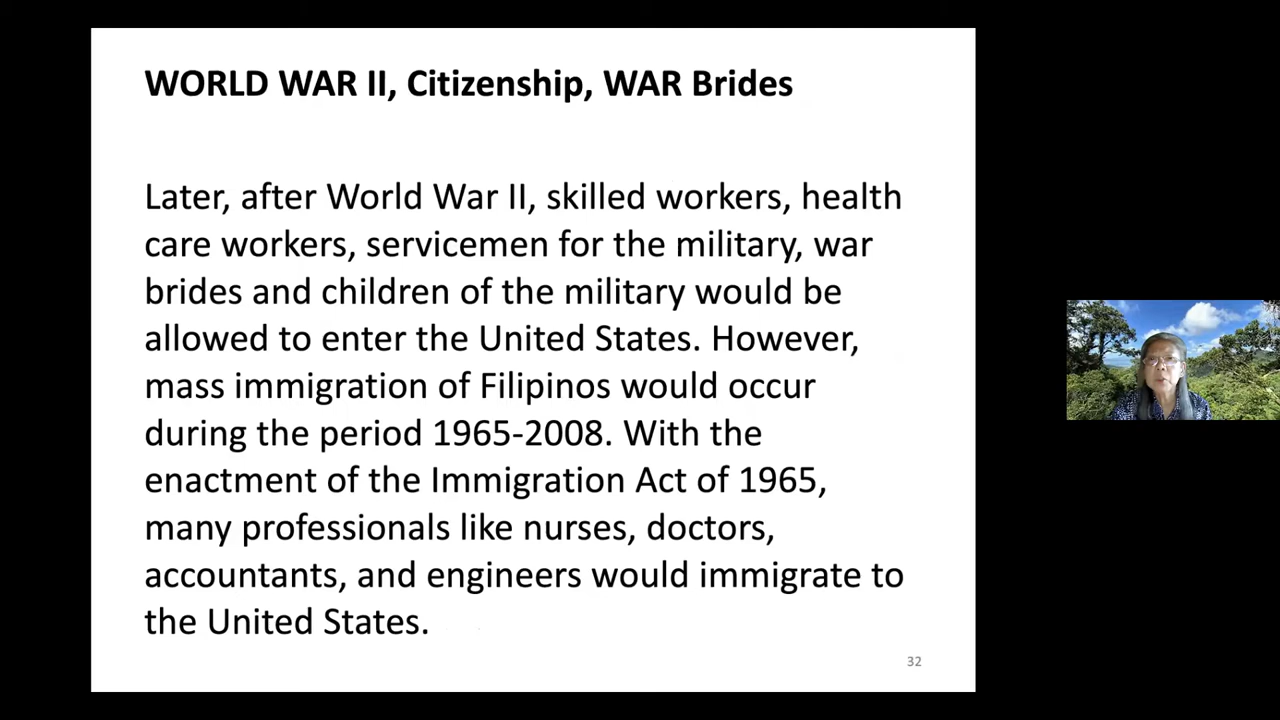 WORLD WAR II, Citizenship, WAR Brides
Later, after World War II, skilled workers, health
care workers, servicemen for the military, war
brides and children of the military would be
allowed to enter the United States. However,
mass immigration of Filipinos would occur
during the period 1965-2008. With the
enactment of the Immigration Act of 1965,
many professionals like nurses, doctors,
accountants, and engineers would immigrate to
the United States.
32